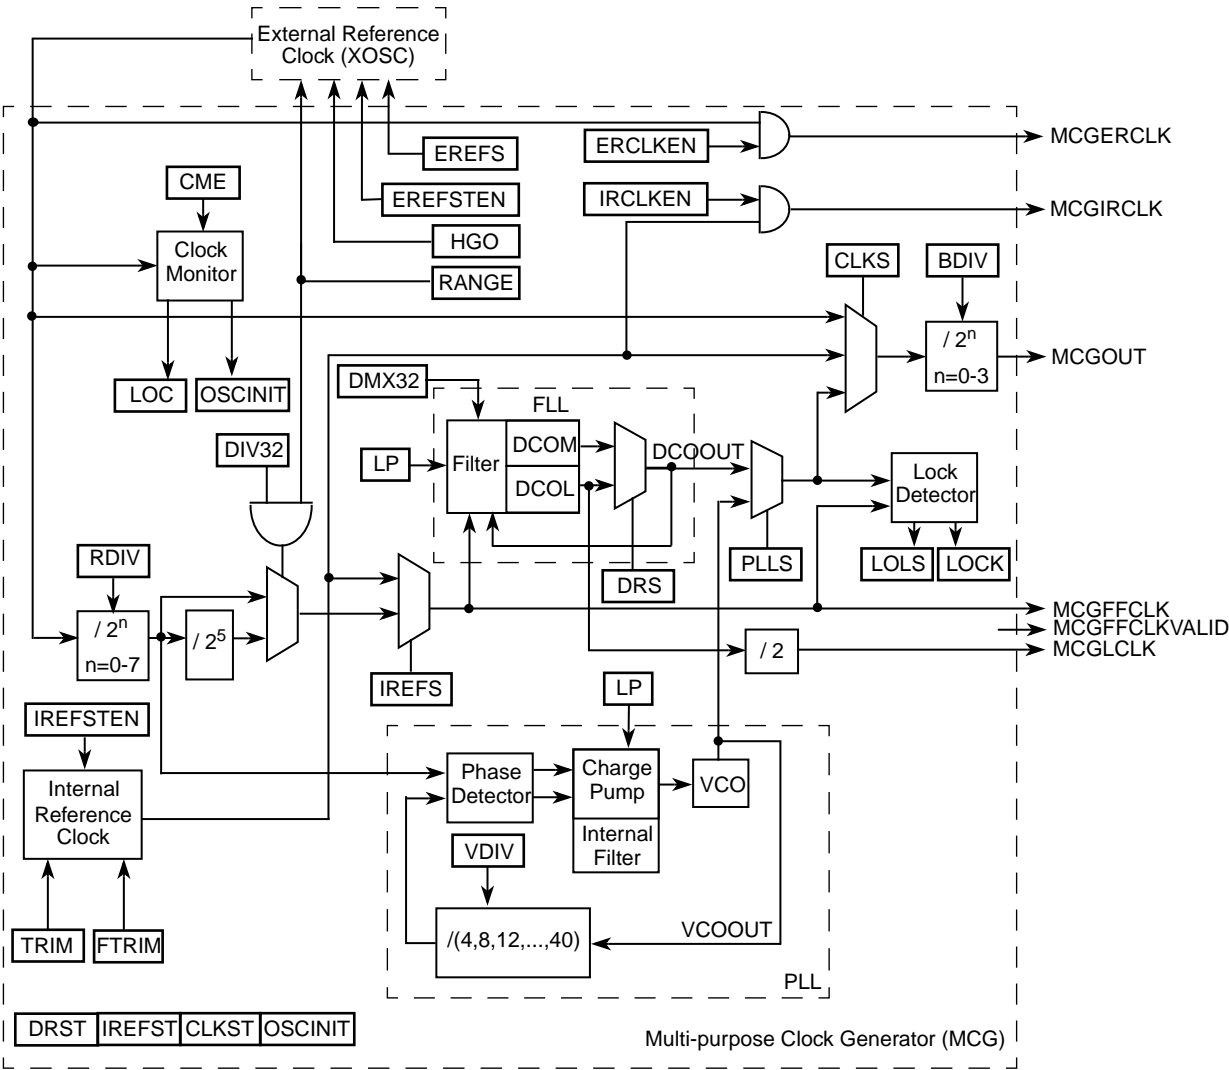 External Reference
Clock (XOSC)
MCGERCLK
ERCLKEN
EREFS
CME
IRCLKEN
EREFSTEN
MCGIRCLK
HGO
Clock
Monitor
CLKS
BDIV
RANGE
/ 2n
n=0-3
MCGOUT
DMX32
LOC
OSCINIT
FLL
DIV32
LP
Filter
DCOM
DCOL
DCOOUT
Lock
Detector
RDIV
PLLS
LOLS
LOCK
DRS
/ 2n
n=0-7
/ 25
MCGFFCLK
MCGFFCLKVALID
/ 2
MCGLCLK
IREFS
LP
IREFSTEN
Internal
Reference
Clock
Phase
Detector
Charge
Pump
VCO
Internal
Filter
VDIV
TRIM
FTRIM
/(4,8,12,...,40)
VCOOUT
PLL
DRST
IREFST
CLKST
OSCINIT
Multi-purpose Clock Generator (MCG)